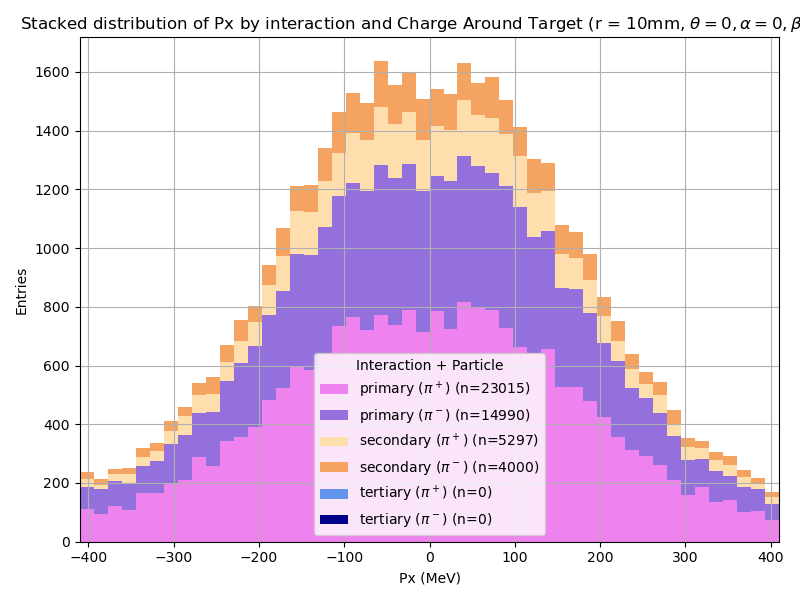 Stacked distribution of Px by interaction and Charge Around Target (r = 10mm, θ = 0, α = 0, β
1600
1400
1200
1000
800
600
400
200
0
Entries
Interaction + Particle
primary (π⁺) (n=23015)
primary (π⁻) (n=14990)
secondary (π⁺) (n=5297)
secondary (π⁻) (n=4000)
tertiary (π⁺) (n=0)
tertiary (π⁻) (n=0)
−400 −300 −200 −100 0 100 200 300 400
Px (MeV)